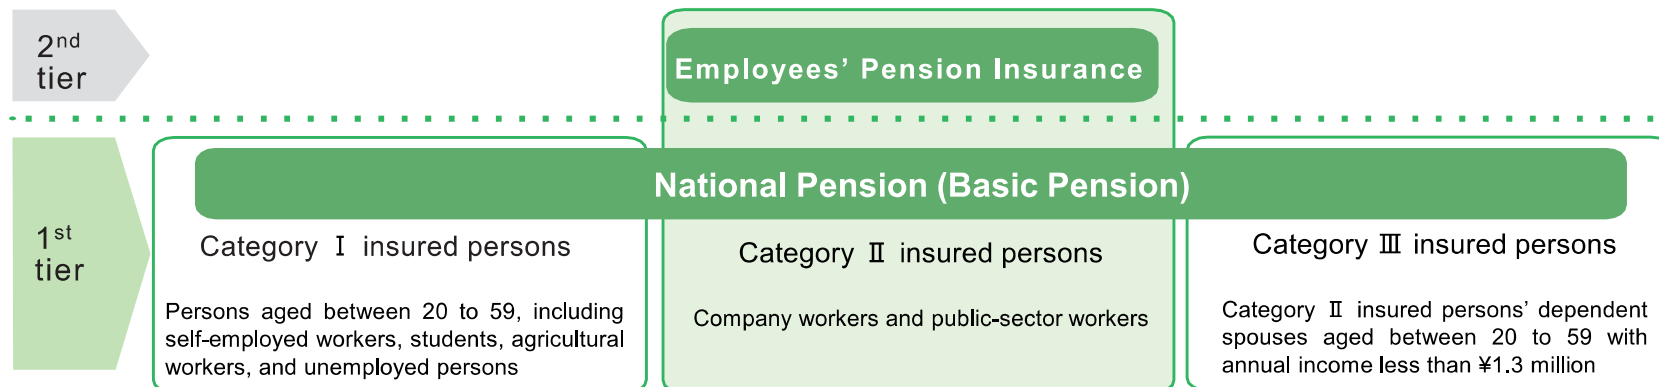 2nd
tier
Employees' Pension Insurance
1st
tier
National Pension (Basic Pension)
Category Ⅰ insured persons
Persons aged between 20 to 59, including
self-employed workers, students, agricultural
workers, and unemployed persons
Category Ⅱ insured persons
Company workers and public-sector workers
Category Ⅲ insured persons
Category Ⅱ insured persons' dependent
spouses aged between 20 to 59 with
annual income less than ¥1.3 million